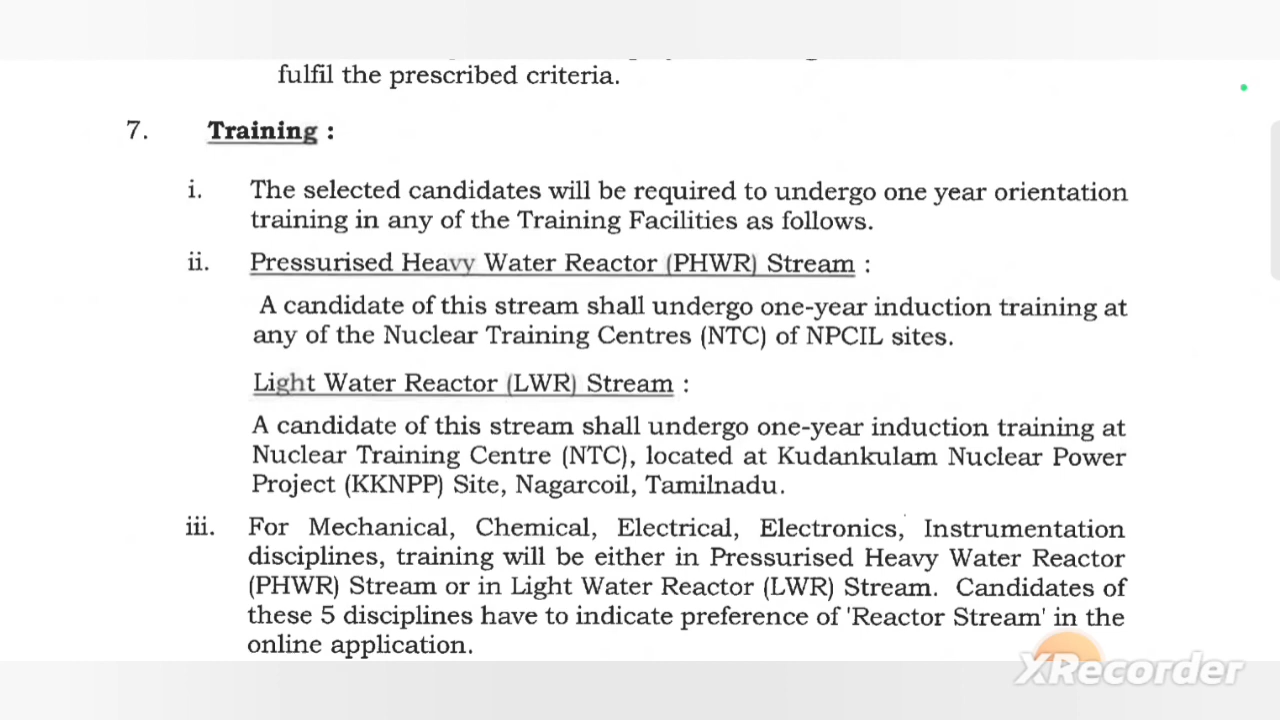 fulfil the prescribed criteria.
7. Training :
i. The selected candidates will be required to undergo one year orientation
training in any of the Training Facilities as follows.
ii. Pressurised Heavy Water Reactor (PHWR) Stream :
A candidate of this stream shall undergo one-year induction training at
any of the Nuclear Training Centres (NTC) of NPCIL sites.
Light Water Reactor (LWR) Stream :
A candidate of this stream shall undergo one-year induction training at
Nuclear Training Centre (NTC), located at Kudankulam Nuclear Power
Project (KKNPP) Site, Nagarcoil, Tamilnadu.
iii. For Mechanical, Chemical, Electrical, Electronics, Instrumentation
disciplines, training will be either in Pressurised Heavy Water Reactor
(PHWR) Stream or in Light Water Reactor (LWR) Stream. Candidates of
these 5 disciplines have to indicate preference of 'Reactor Stream' in the
online application.
XRecorder